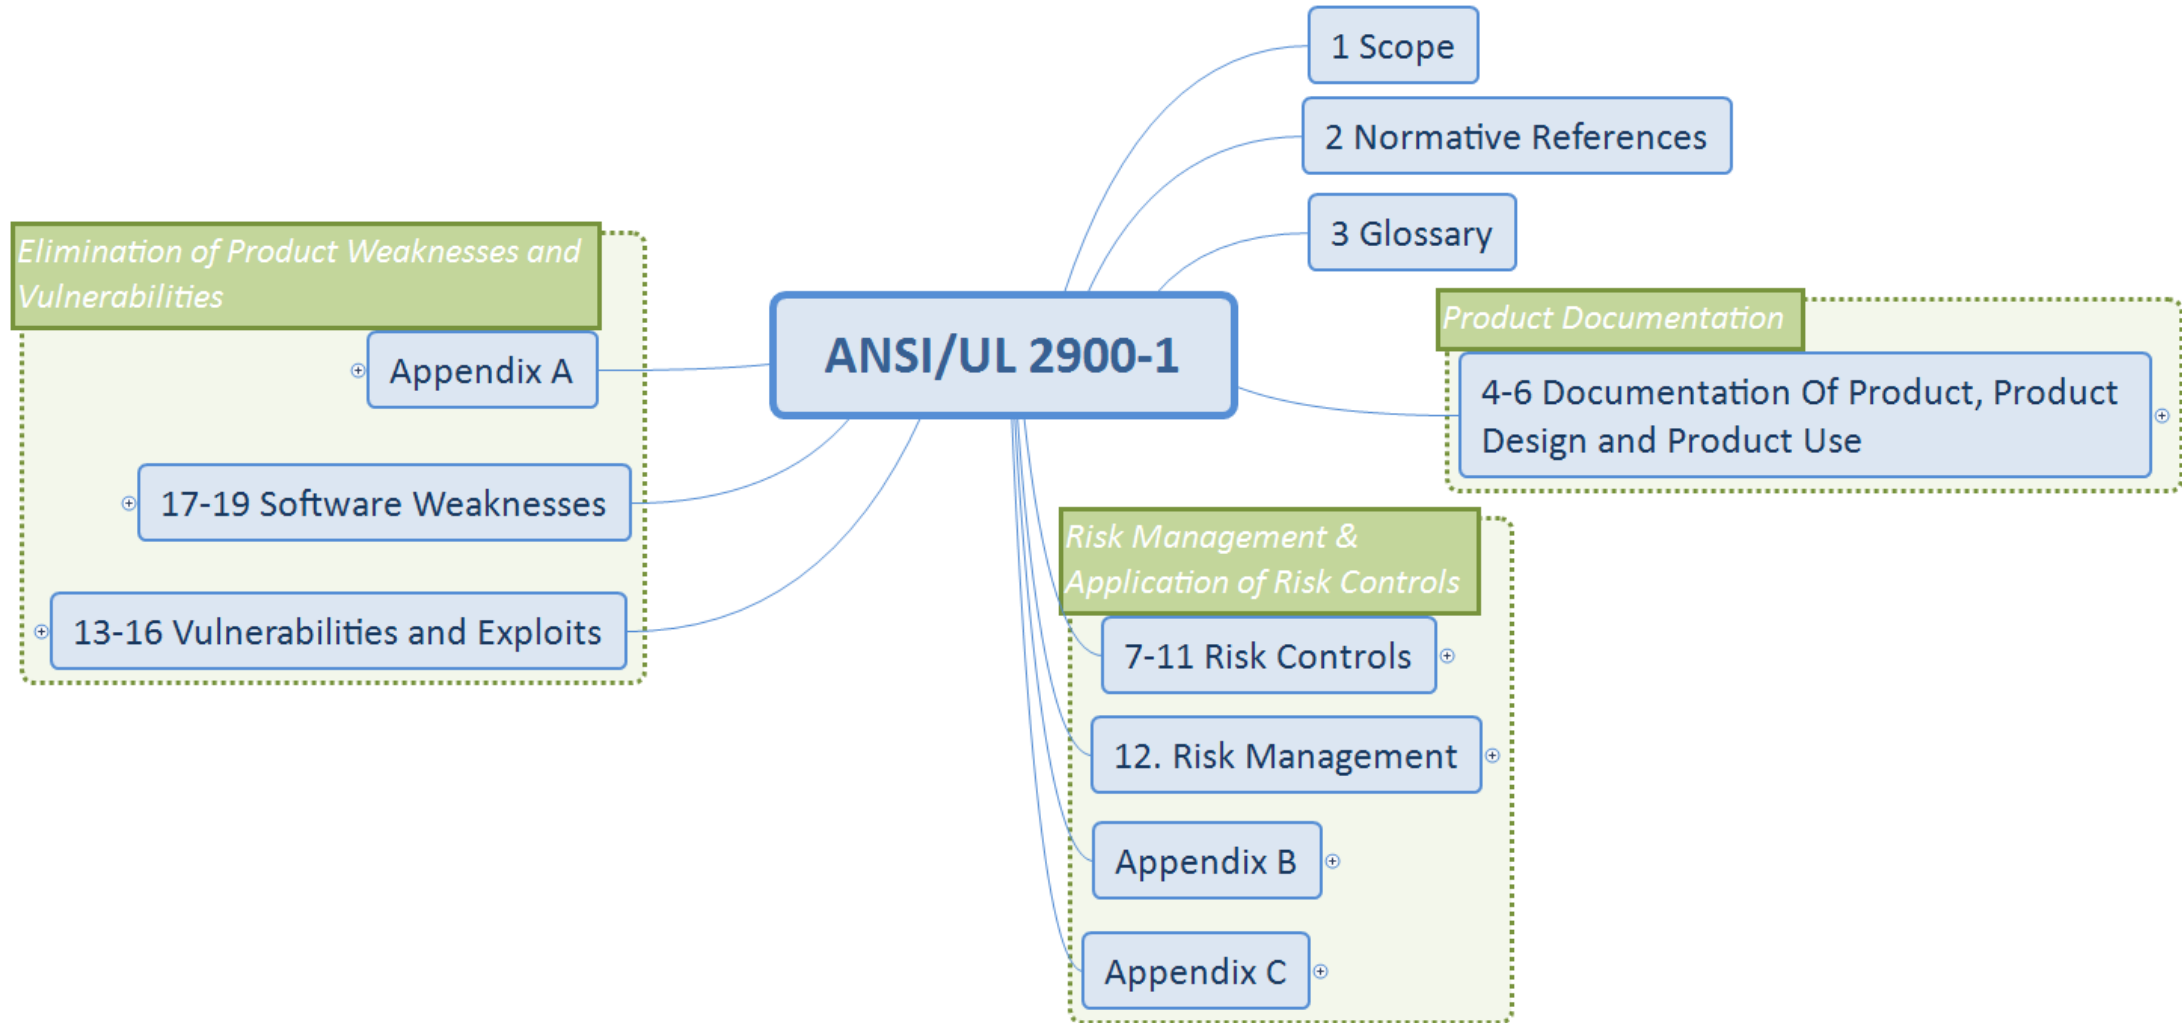 1 Scope
2 Normative References
3 Glossary
Elimination of Product Weaknesses and
Vulnerabilities
Appendix A
17-19 Software Weaknesses
13-16 Vulnerabilities and Exploits
ANSI/UL 2900-1
Product Documentation
4-6 Documentation Of Product, Product
Design and Product Use
Risk Management &
Application of Risk Controls
7-11 Risk Controls
12. Risk Management
Appendix B
Appendix C